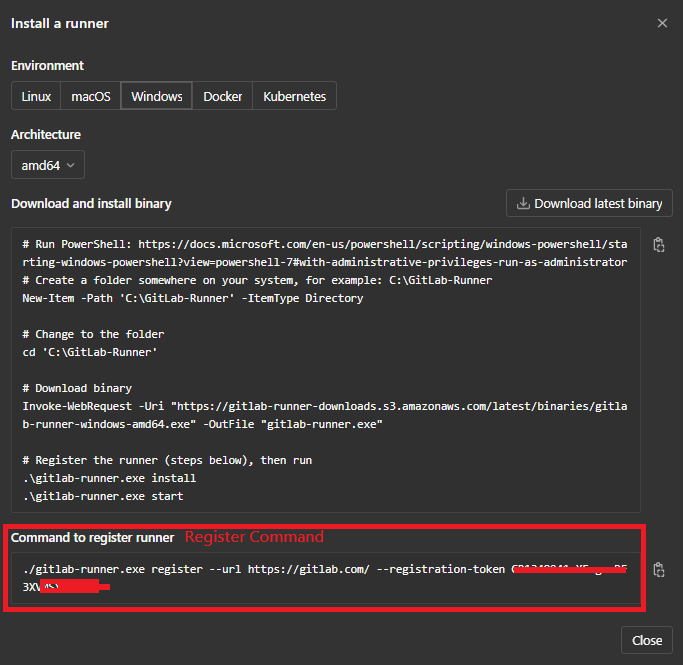 Install a runner
Environment
Linux macOS Windows Docker Kubernetes
Architecture
amd64
Download and install binary
Download latest binary
# Run PowerShell: https://docs.microsoft.com/en-us/powershell/scripting/windows-powershell/sta
rting-windows-powershell?view=powershell-7#with-administrative-privileges-run-as-administrator
# Create a folder somewhere on your system, for example: C:\GitLab-Runner
New-Item -Path 'C:\GitLab-Runner' -ItemType Directory
# Change to the folder
cd 'C:\GitLab-Runner'
# Download binary
Invoke-WebRequest -Uri "https://gitlab-runner-downloads.s3.amazonaws.com/latest/binaries/gitla
b-runner-windows-amd64.exe" -OutFile "gitlab-runner.exe"
# Register the runner (steps below), then run
.\gitlab-runner.exe install
.\gitlab-runner.exe start
Command to register runner Register Command
./gitlab-runner.exe register --url https://gitlab.com/ --registration-token
Close